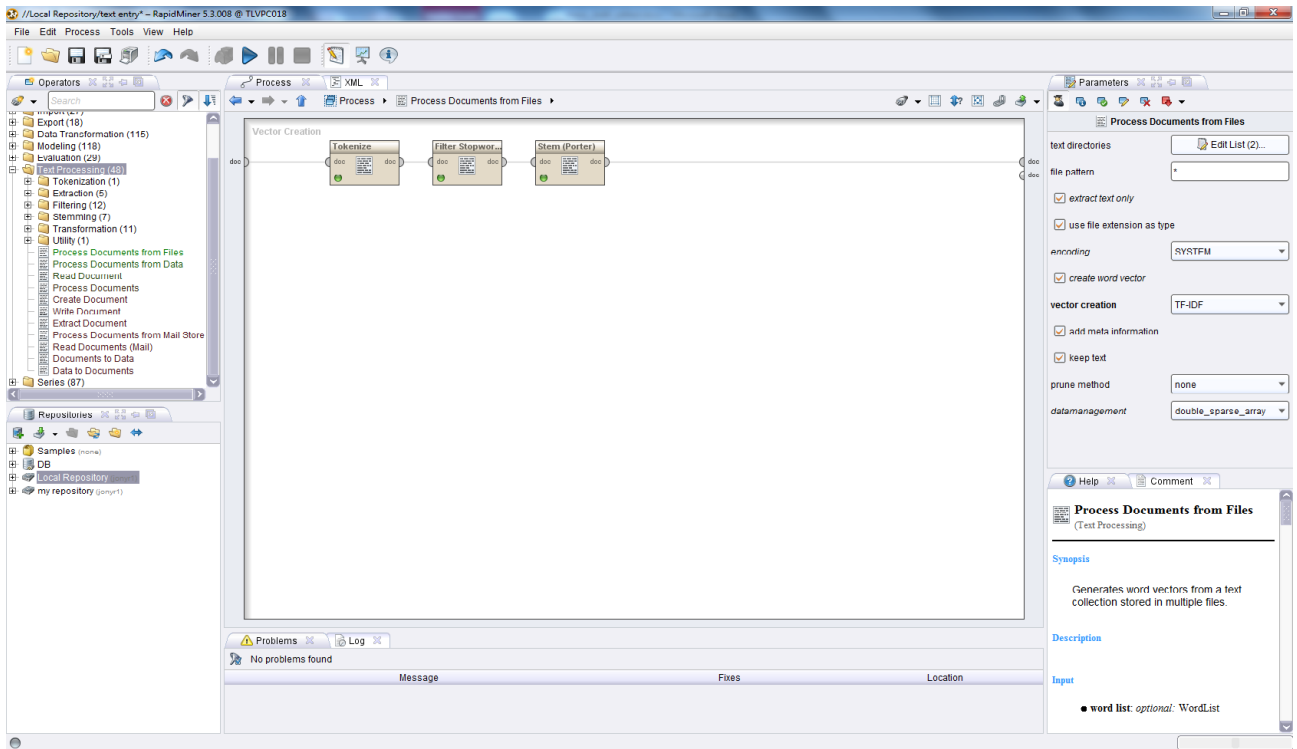 //Local Repository/text entry* – RapidMiner 5.3.008 @ TLVPC018
File Edit Process Tools View Help
Operators
Search
Import (27)
Export (18)
Data Transformation (115)
Modeling (118)
Evaluation (29)
Text Processing (48)
Tokenization (1)
Extraction (5)
Filtering (12)
Stemming (7)
Transformation (11)
Utility (1)
Process Documents from Files
Process Documents from Data
Read Document
Process Documents
Create Document
Write Document
Extract Document
Process Documents from Mail Store
Read Documents (Mail)
Documents to Data
Data to Documents
Series (87)
Repositories
Samples (none)
DB
Local Repository
my repository (jonyr1)
Process XML
Process Process Documents from Files
Vector Creation
doc
Tokenize
doc doc
Filter Stopwor...
doc doc
Stem (Porter)
doc doc
doc
doc
Problems Log
No problems found
Message Fixes Location
Parameters
Process Documents from Files
text directories Edit List (2)...
file pattern *
extract text only
use file extension as type
encoding SYSTEM
create word vector
vector creation TF-IDF
add meta information
keep text
prune method none
datamanagement double_sparse_array
Help Comment
Process Documents from Files
(Text Processing)
Synopsis
Generates word vectors from a text
collection stored in multiple files.
Description
Input
word list: optional: WordList